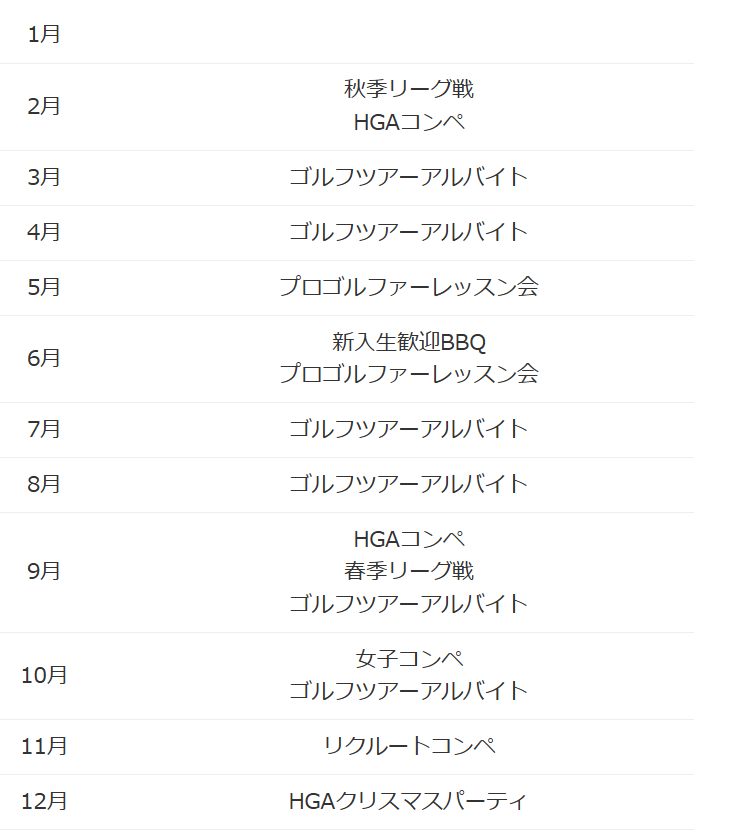 1月
2月
秋季リーグ戦
HGAコンペ
3月
ゴルフツアーアルバイト
4月
ゴルフツアーアルバイト
5月
プロゴルファーレッスン会
6月
新入生歓迎BBQ
プロゴルファーレッスン会
7月
ゴルフツアーアルバイト
8月
ゴルフツアーアルバイト
9月
HGAコンペ
春季リーグ戦
ゴルフツアーアルバイト
10月
女子コンペ
ゴルフツアーアルバイト
11月
リクルートコンペ
12月
HGAクリスマスパーティ